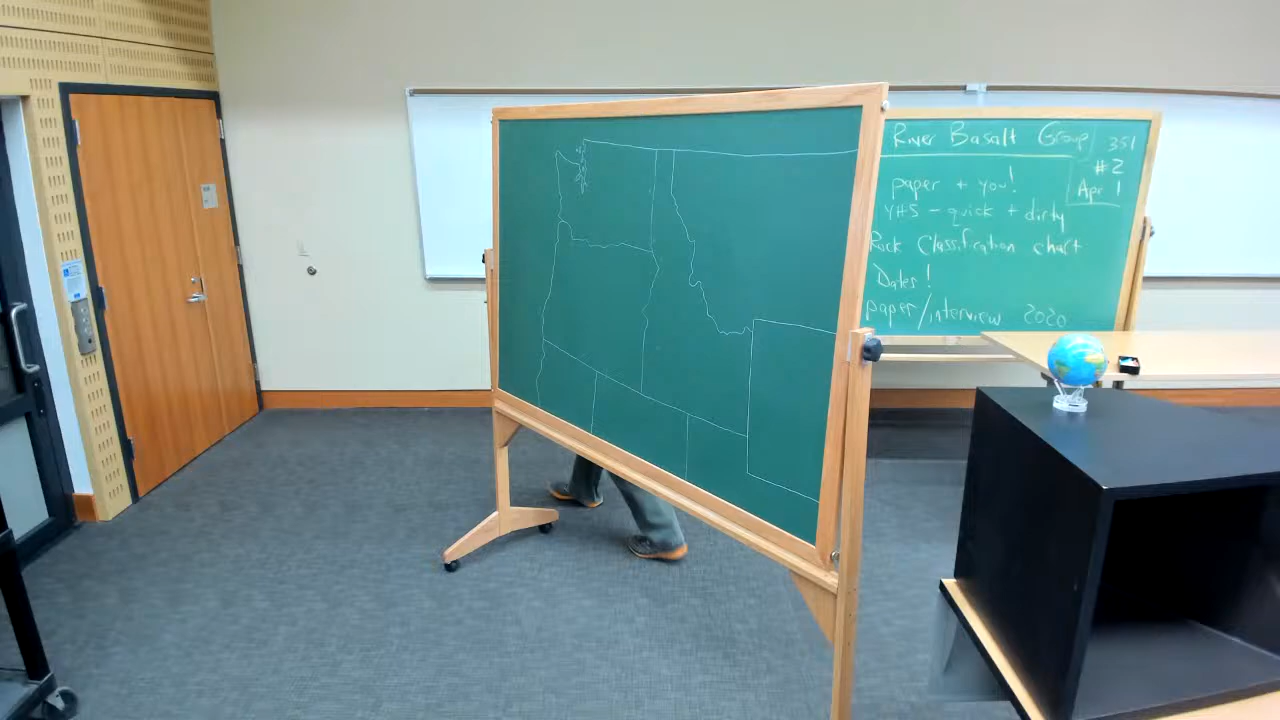 River Basalt Group
351
#2
Apr 1
paper + you!
YHS - quick + dirty
Rock Classification chart
Dates!
paper/interview 2020